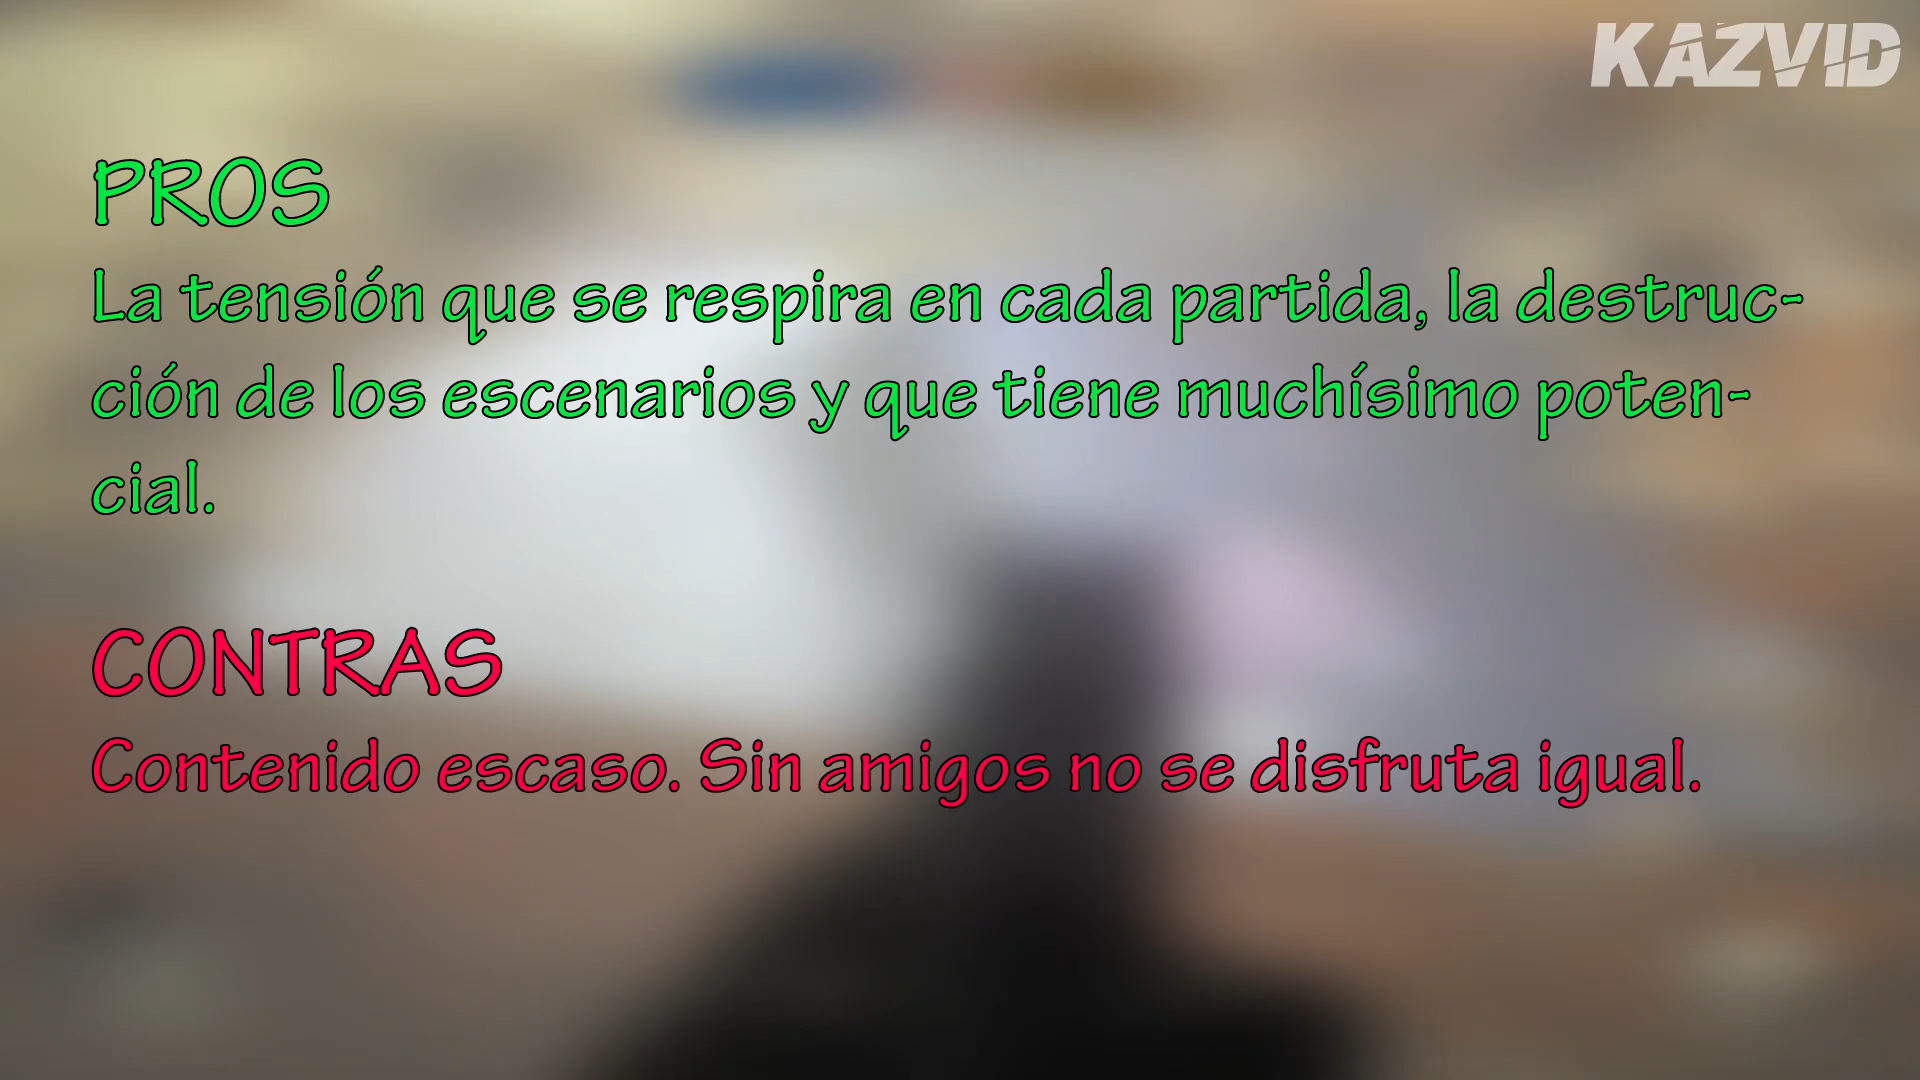 KAZVID
PROS
La tensión que se respira en cada partida, la destruc-
ción de los escenarios y que tiene muchísimo poten-
cial.
CONTRAS
Contenido escaso. Sin amigos no se disfruta igual.